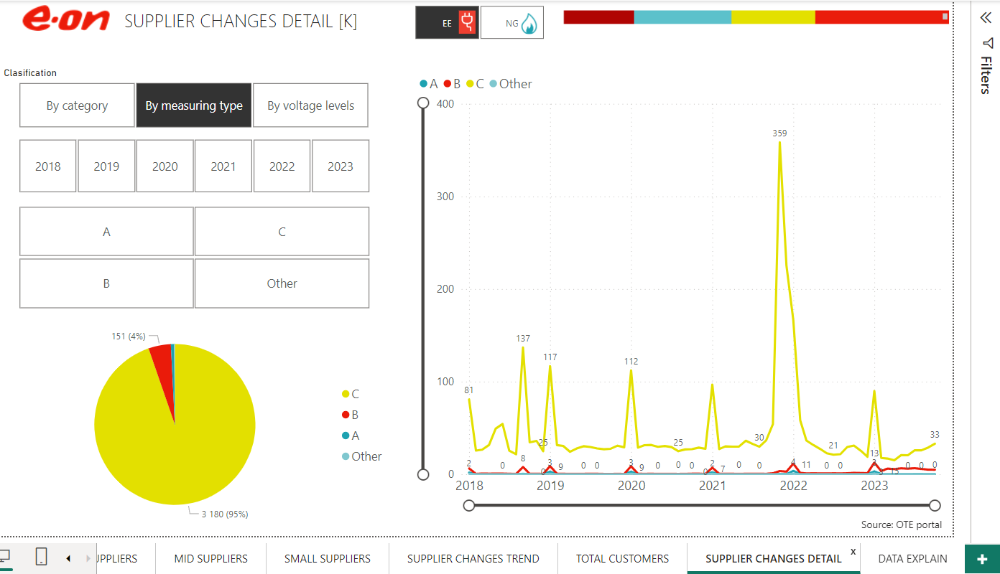 e·on
SUPPLIER CHANGES DETAIL [K]
EE
NG
Filters
Clasification
By category
By measuring type
By voltage levels
2018
2019
2020
2021
2022
2023
A
C
B
Other
151 (4%)
3 180 (95%)
C
B
A
Other
A B C Other
400
300
200
100
0
359
137
117
112
81
25
25
30
21
33
2
0
8
0
3
9
0
0
3
9
0
0
0
0
2
7
0
0
4
11
0
0
13
2
3
15
0
0
0
2018 2019 2020 2021 2022 2023
Source: OTE portal
UPPLIERS
MID SUPPLIERS
SMALL SUPPLIERS
SUPPLIER CHANGES TREND
TOTAL CUSTOMERS
SUPPLIER CHANGES DETAIL
x
DATA EXPLAIN
+